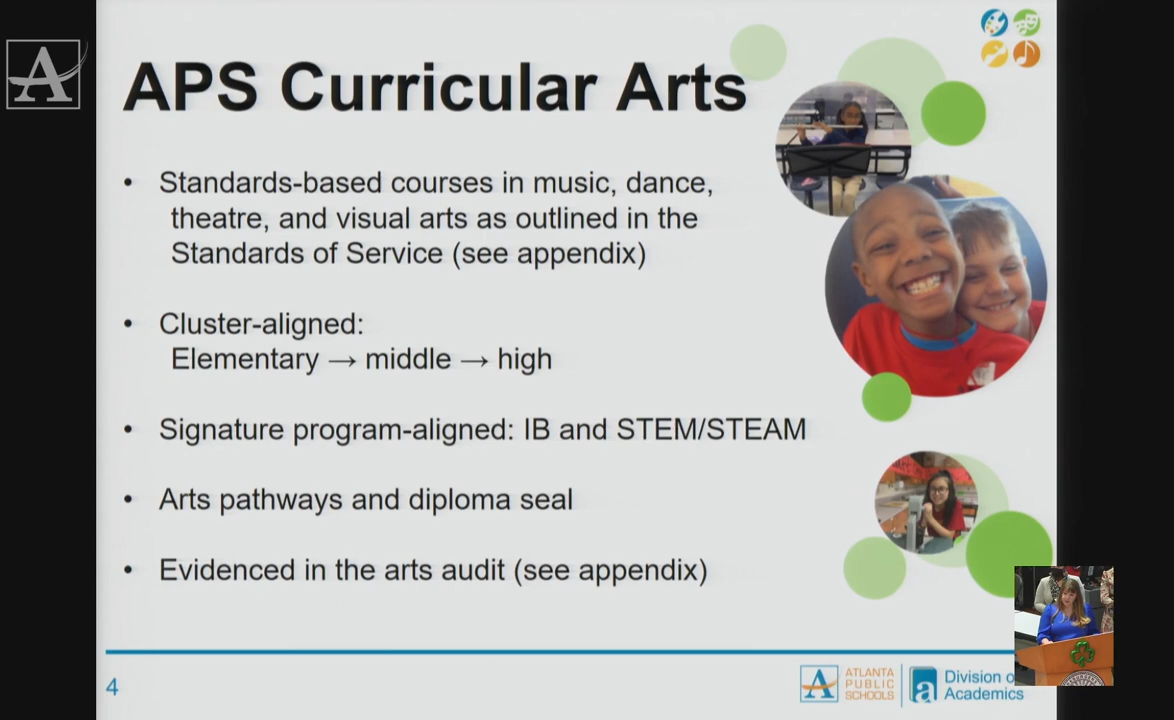 APS Curricular Arts
• Standards-based courses in music, dance,
theatre, and visual arts as outlined in the
Standards of Service (see appendix)
• Cluster-aligned:
Elementary → middle → high
• Signature program-aligned: IB and STEM/STEAM
• Arts pathways and diploma seal
• Evidenced in the arts audit (see appendix)
4
ATLANTA
PUBLIC
SCHOOLS
Division o
Academics